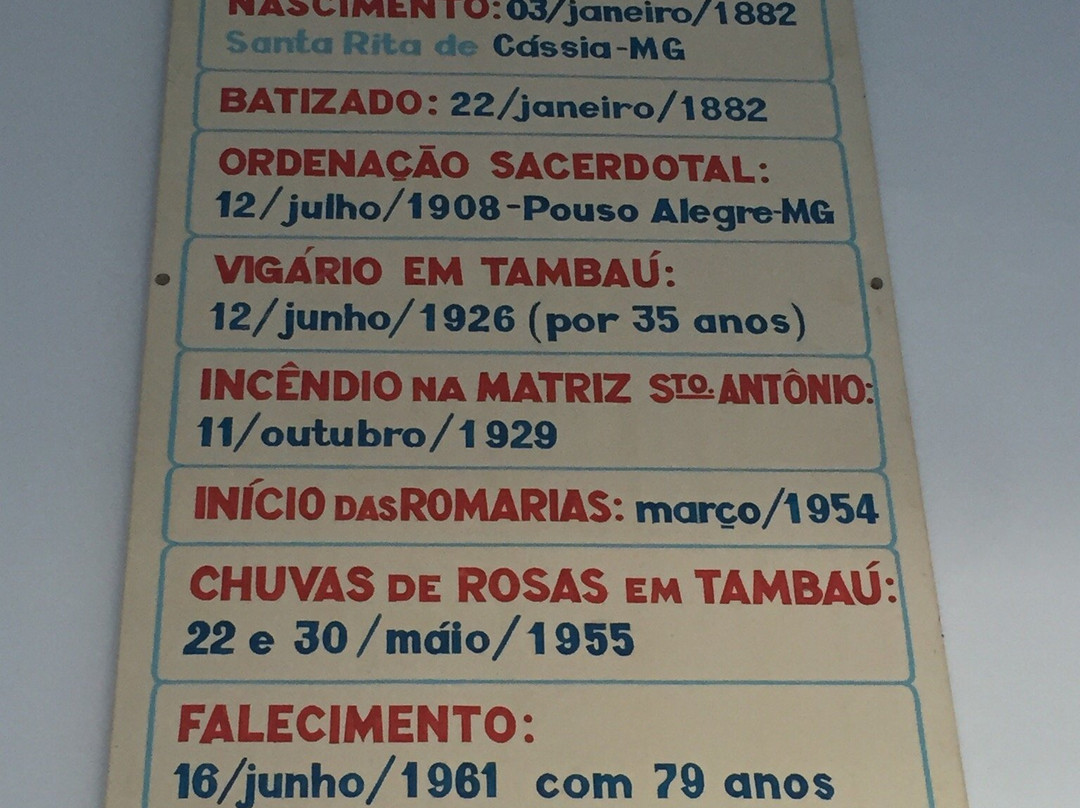 NASCIMENTO: 03/janeiro/1882
Santa Rita de Cássia-MG
BATIZADO: 22/janeiro/1882
ORDENAÇÃO SACERDOTAL:
12/julho/1908-Pouso Alegre-MG
VIGÁRIO EM TAMBAÚ:
12/junho/1926 (por 35 anos)
INCÊNDIO NA MATRIZ STO. ANTÔNIO:
11/outubro/1929
INÍCIO DAS ROMARIAS: março/1954
CHUVAS DE ROSAS EM TAMBAÚ:
22 e 30/máio/1955
FALECIMENTO:
16/junho/1961 com 79 anos